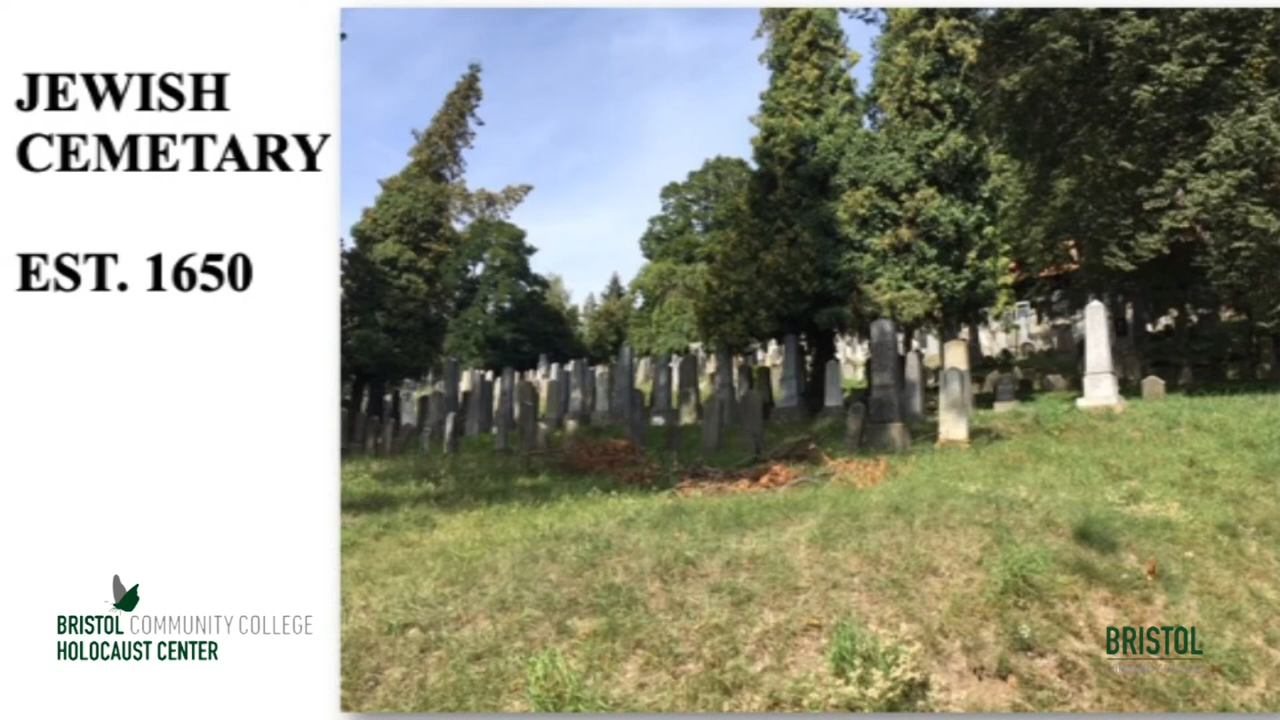 JEWISH
CEMETARY
EST. 1650
BRISTOL COMMUNITY COLLEGE
HOLOCAUST CENTER
BRISTOL